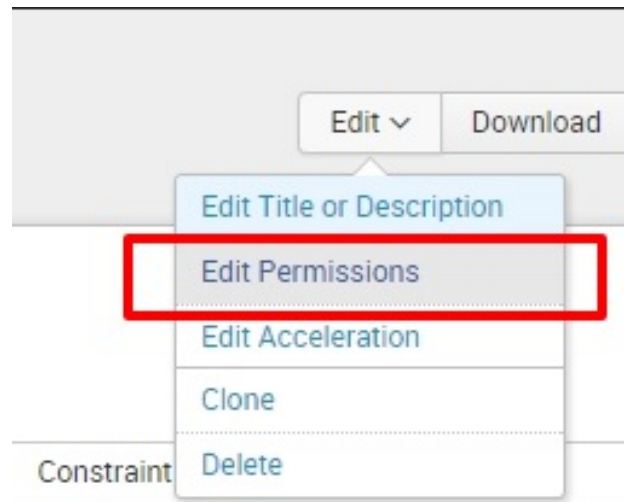 Edit Download
Edit Title or Description
Edit Permissions
Edit Acceleration
Clone
Constraint Delete